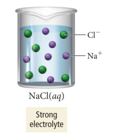 Cl⁻
Na⁺
NaCl(aq)
Strong
electrolyte